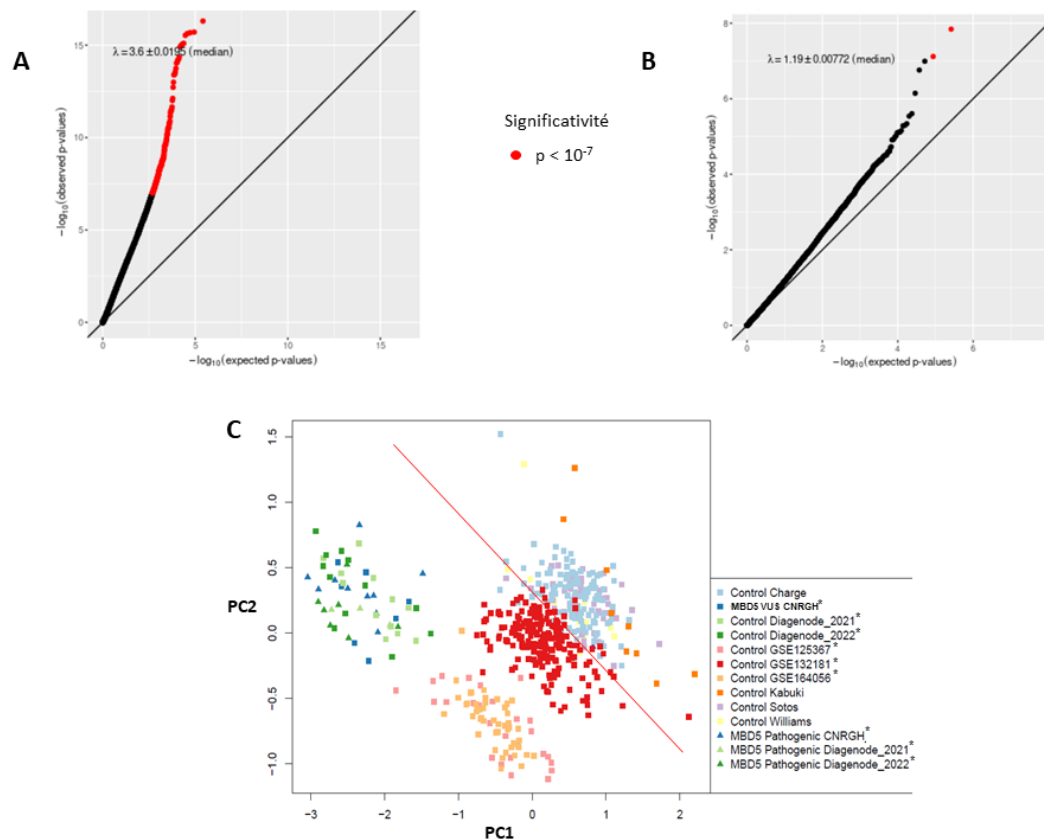 A
λ = 3.6 ± 0.0195 (median)
−log10(observed p-values)
15
10
5
0
0
5
10
15
−log10(expected p-values)
Significativité
p < 10-7
B
λ = 1.19 ± 0.00772 (median)
−log10(observed p-values)
8
6
4
2
0
0
2
4
6
−log10(expected p-values)
C
PC2
1.5
1.0
0.5
0.0
−0.5
−1.0
−3
−2
−1
0
1
2
PC1
Control Charge
MBD5 VUS CNRGH*
Control Diagenode_2021*
Control Diagenode_2022*
Control GSE125367*
Control GSE132181*
Control GSE164056*
Control Kabuki
Control Sotos
Control Williams
MBD5 Pathogenic CNRGH*
MBD5 Pathogenic Diagenode_2021*
MBD5 Pathogenic Diagenode_2022*